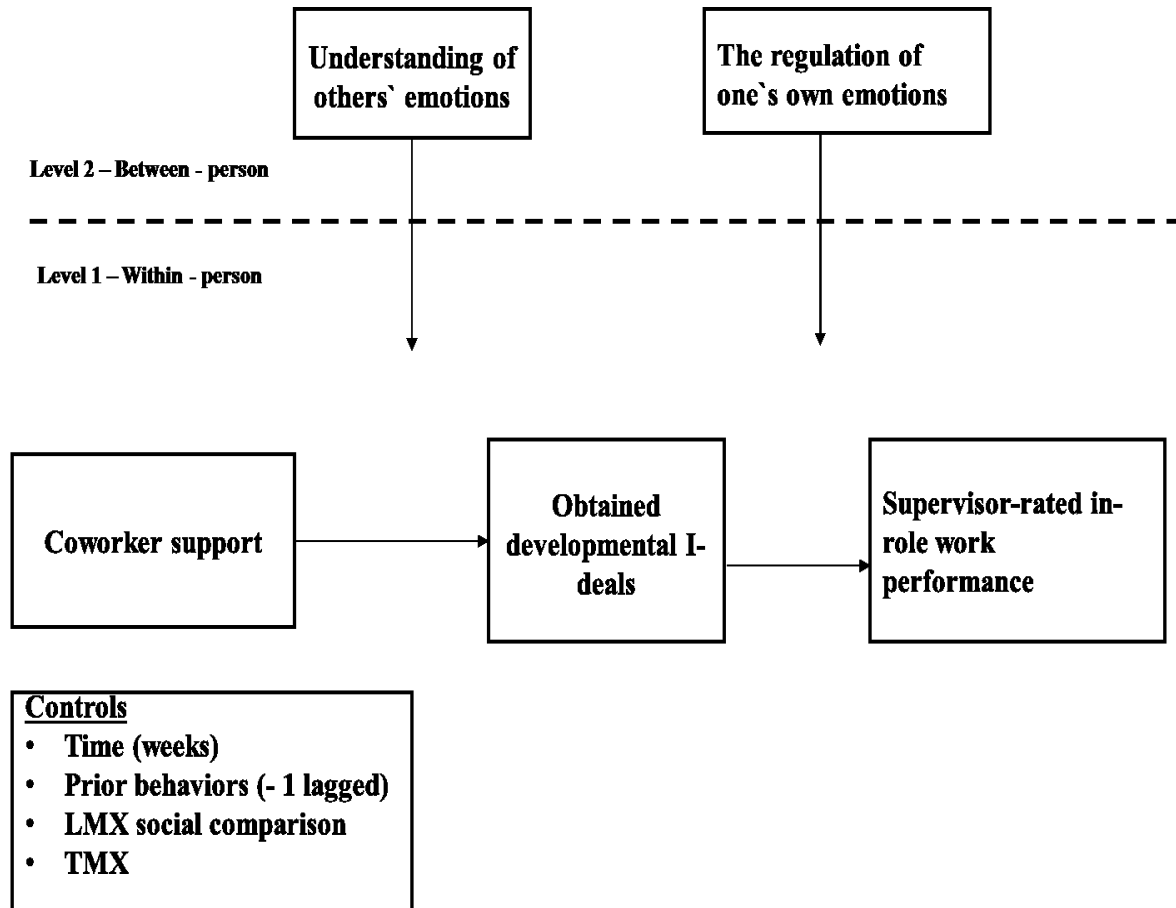 Understanding of
others` emotions
The regulation of
one`s own emotions
Level 2 – Between - person
Level 1 – Within - person
Coworker support
Obtained
developmental I-
deals
Supervisor-rated in-
role work
performance
Controls
• Time (weeks)
• Prior behaviors (- 1 lagged)
• LMX social comparison
• TMX